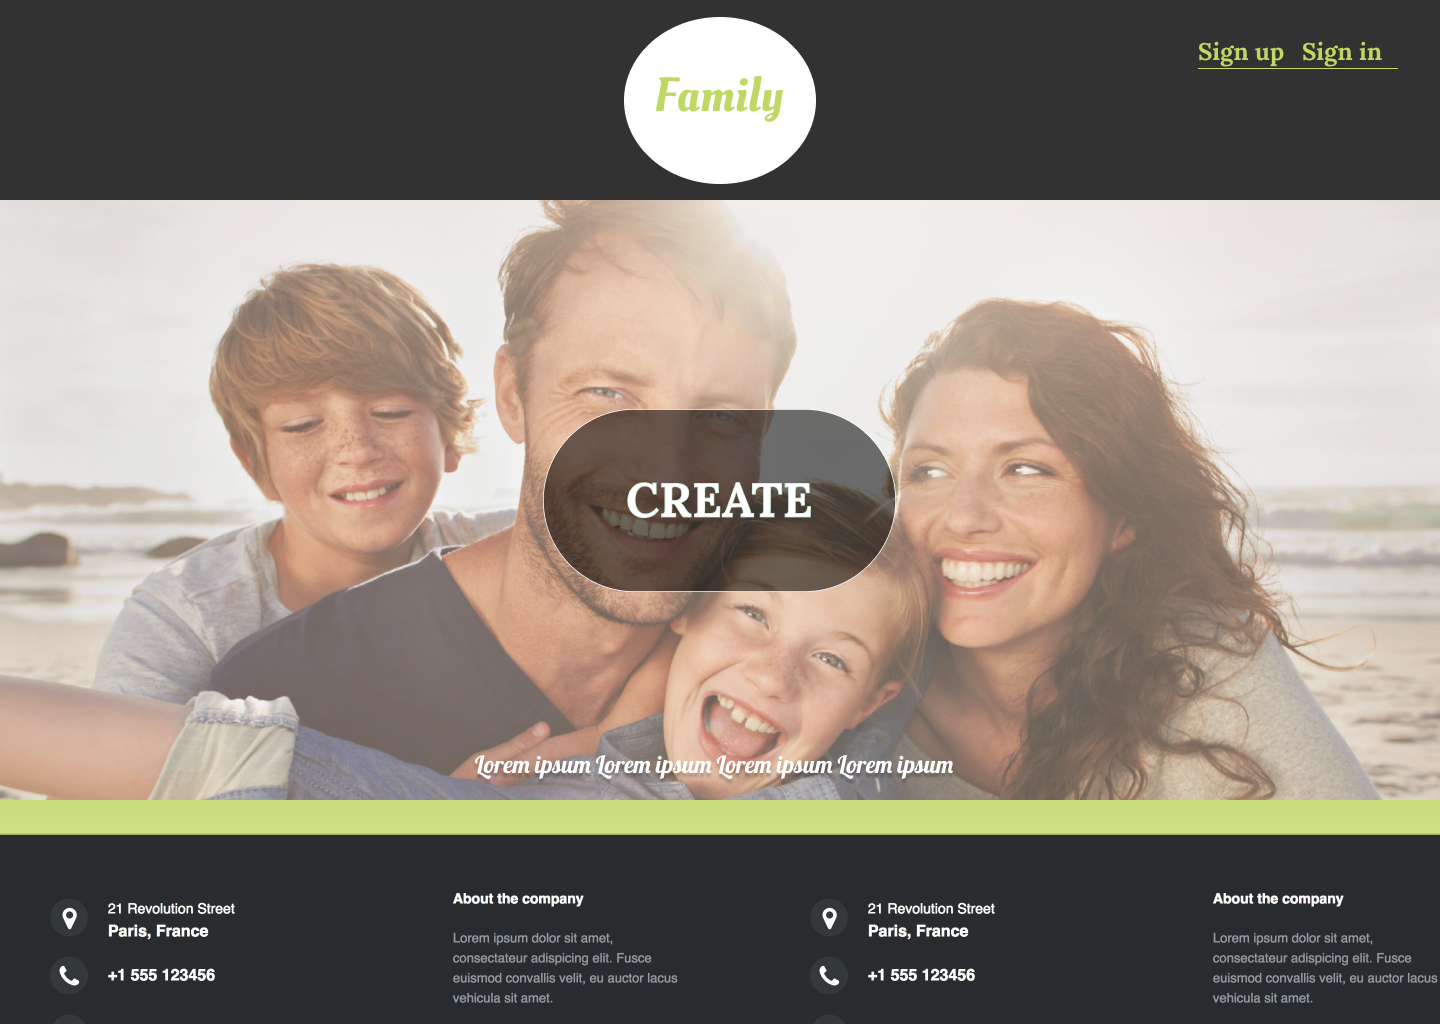 Family
Sign up Sign in
CREATE
Lorem ipsum Lorem ipsum Lorem ipsum Lorem ipsum
21 Revolution Street
Paris, France
+1 555 123456
About the company
Lorem ipsum dolor sit amet,
consectateur adipiscing elit. Fusce
euismod convallis velit, eu auctor lacus
vehicula sit amet.
21 Revolution Street
Paris, France
+1 555 123456
About the company
Lorem ipsum dolor sit amet,
consectateur adipiscing elit. Fusce
euismod convallis velit, eu auctor lacus
vehicula sit amet.